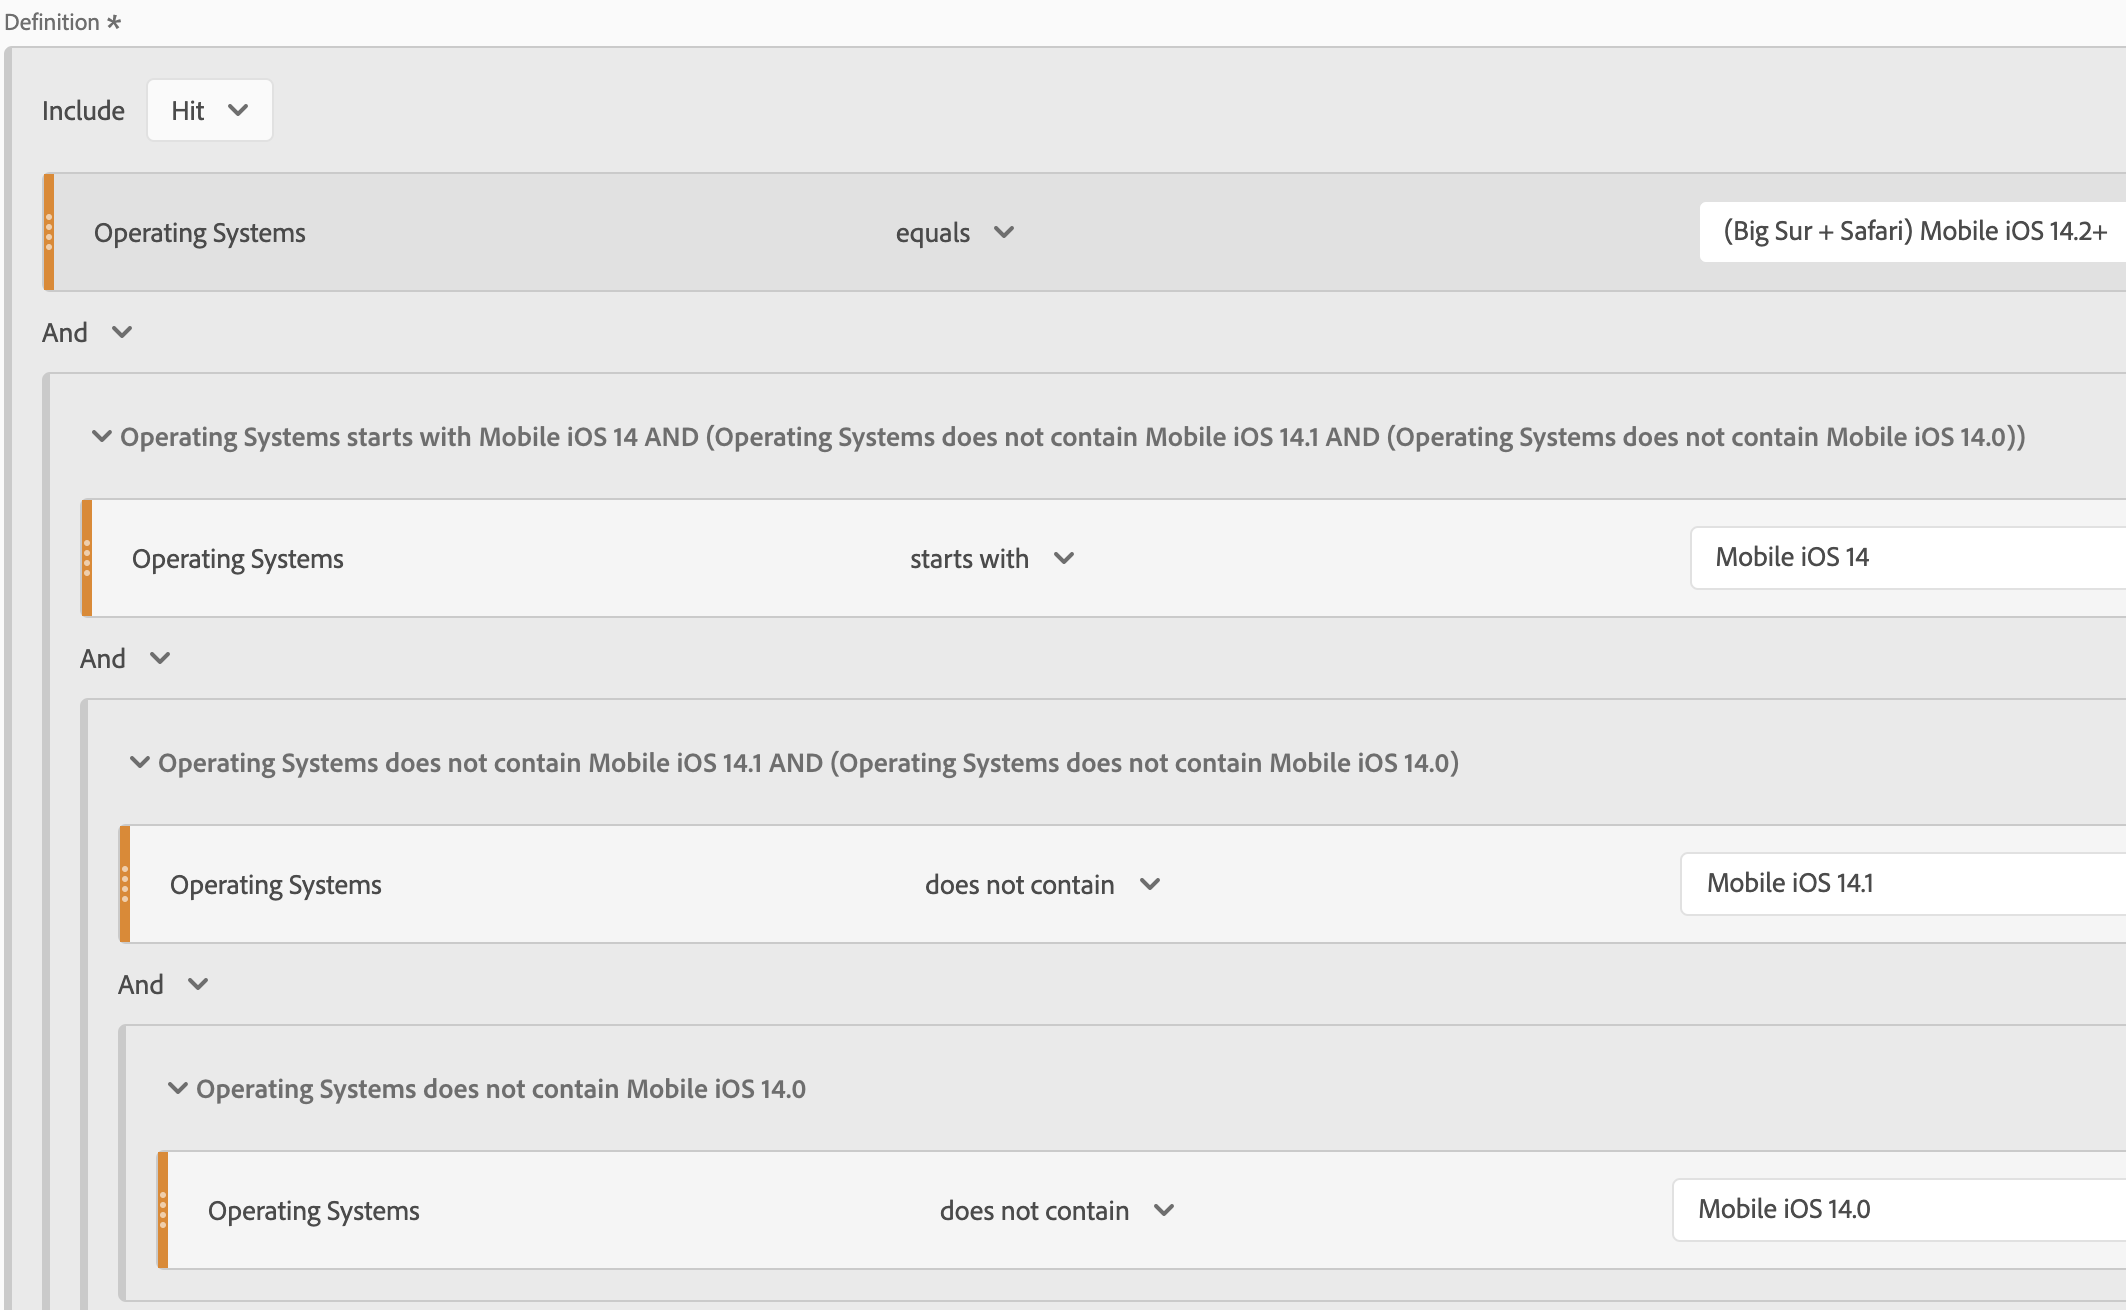 Definition *
Include Hit
Operating Systems equals (Big Sur + Safari) Mobile iOS 14.2+
And
Operating Systems starts with Mobile iOS 14 AND (Operating Systems does not contain Mobile iOS 14.1 AND (Operating Systems does not contain Mobile iOS 14.0))
Operating Systems starts with Mobile iOS 14
And
Operating Systems does not contain Mobile iOS 14.1 AND (Operating Systems does not contain Mobile iOS 14.0)
Operating Systems does not contain Mobile iOS 14.1
And
Operating Systems does not contain Mobile iOS 14.0
Operating Systems does not contain Mobile iOS 14.0